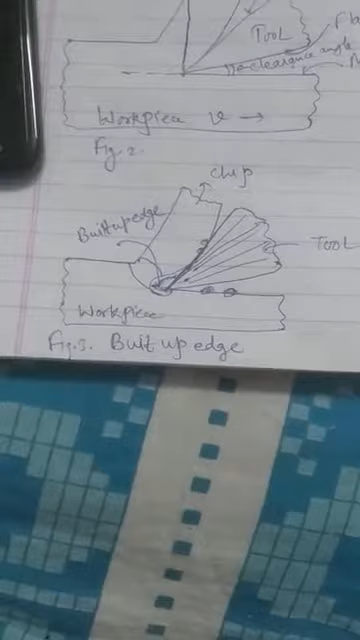 Tool
clearance angle
Workpiece v →
Fig. 2.
chip
Built up edge
Tool
Workpiece
Fig. 3. Built up edge